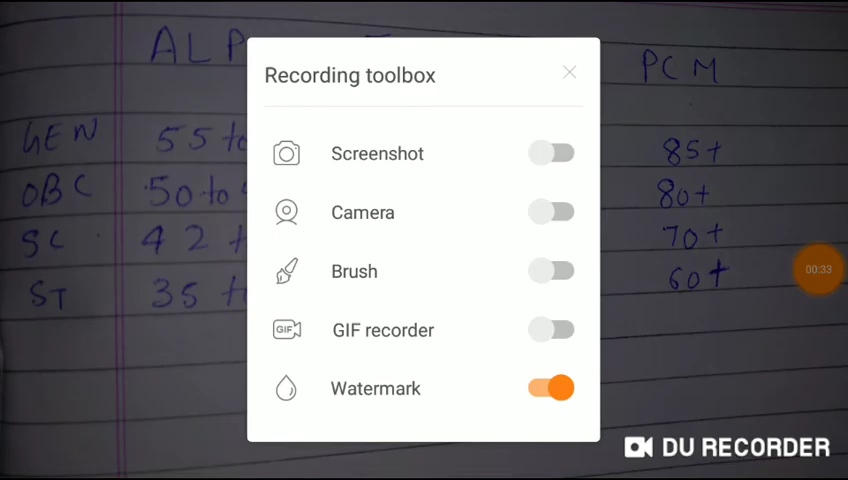 ALP
PCM
Recording toolbox
GEN 55 to 85+
Screenshot
OBC 50 to 80+
Camera
SC 42 t 70+
Brush
00:33
ST 35 to 60+
GIF recorder
GIF
Watermark
DU RECORDER